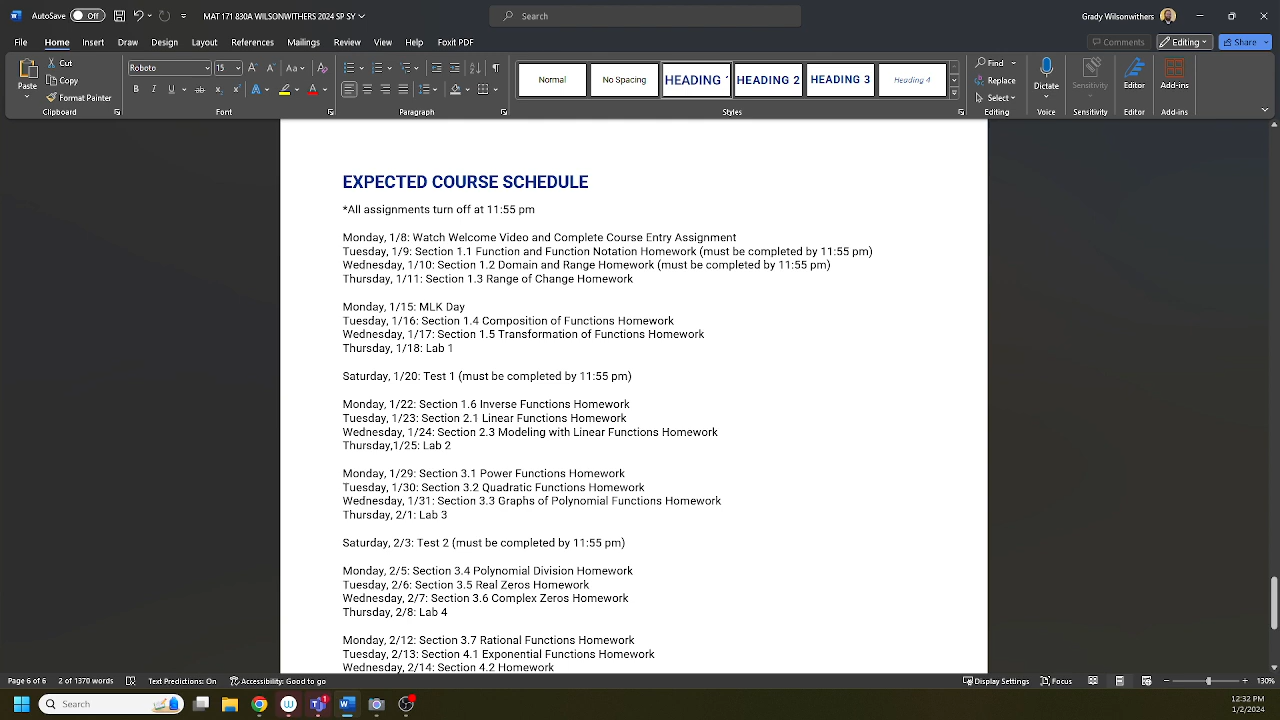 AutoSave Off MAT 171 830A WILSONWITHERS 2024 SP SY Search Grady Wilsonwithers
File Home Insert Draw Design Layout References Mailings Review View Help Foxit PDF Comments Editing Share
Paste Cut Copy Format Painter
Clipboard
Roboto 15
Font
Paragraph
Normal No Spacing HEADING 1 HEADING 2 HEADING 3 Heading 4
Styles
Find Replace Select
Editing
Dictate
Voice
Sensitivity
Sensitivity
Editor
Editor
Add-ins
Add-ins
EXPECTED COURSE SCHEDULE
*All assignments turn off at 11:55 pm
Monday, 1/8: Watch Welcome Video and Complete Course Entry Assignment
Tuesday, 1/9: Section 1.1 Function and Function Notation Homework (must be completed by 11:55 pm)
Wednesday, 1/10: Section 1.2 Domain and Range Homework (must be completed by 11:55 pm)
Thursday, 1/11: Section 1.3 Range of Change Homework
Monday, 1/15: MLK Day
Tuesday, 1/16: Section 1.4 Composition of Functions Homework
Wednesday, 1/17: Section 1.5 Transformation of Functions Homework
Thursday, 1/18: Lab 1
Saturday, 1/20: Test 1 (must be completed by 11:55 pm)
Monday, 1/22: Section 1.6 Inverse Functions Homework
Tuesday, 1/23: Section 2.1 Linear Functions Homework
Wednesday, 1/24: Section 2.3 Modeling with Linear Functions Homework
Thursday,1/25: Lab 2
Monday, 1/29: Section 3.1 Power Functions Homework
Tuesday, 1/30: Section 3.2 Quadratic Functions Homework
Wednesday, 1/31: Section 3.3 Graphs of Polynomial Functions Homework
Thursday, 2/1: Lab 3
Saturday, 2/3: Test 2 (must be completed by 11:55 pm)
Monday, 2/5: Section 3.4 Polynomial Division Homework
Tuesday, 2/6: Section 3.5 Real Zeros Homework
Wednesday, 2/7: Section 3.6 Complex Zeros Homework
Thursday, 2/8: Lab 4
Monday, 2/12: Section 3.7 Rational Functions Homework
Tuesday, 2/13: Section 4.1 Exponential Functions Homework
Wednesday, 2/14: Section 4.2 Homework
Page 6 of 6 2 of 1370 words Text Predictions: On Accessibility: Good to go Display Settings Focus 130%
Search 12:32 PM
1/2/2024